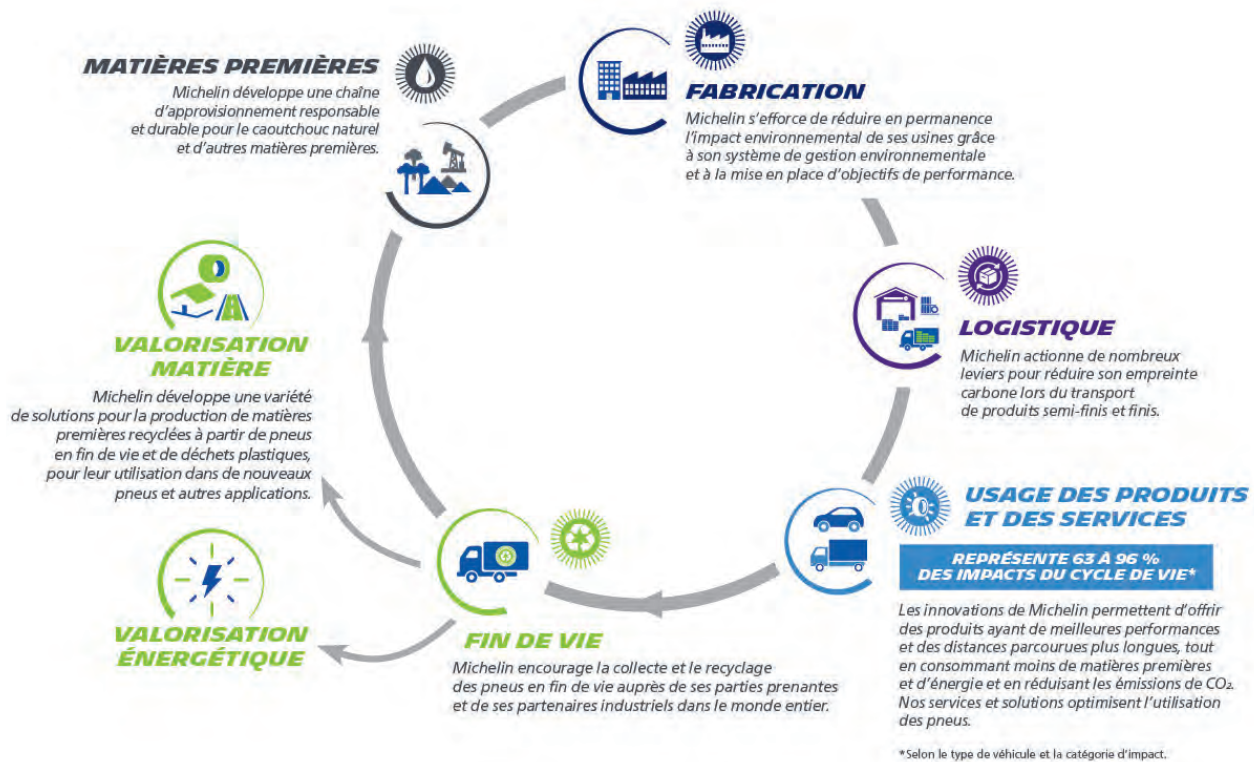 MATIÈRES PREMIÈRES
Michelin développe une chaîne
d'approvisionnement responsable
et durable pour le caoutchouc naturel
et d'autres matières premières.
FABRICATION
Michelin s'efforce de réduire en permanence
l'impact environnemental de ses usines grâce
à son système de gestion environnementale
et à la mise en place d'objectifs de performance.
LOGISTIQUE
Michelin actionne de nombreux
leviers pour réduire son empreinte
carbone lors du transport
de produits semi-finis et finis.
USAGE DES PRODUITS
ET DES SERVICES
REPRÉSENTE 63 À 96 %
DES IMPACTS DU CYCLE DE VIE*
Les innovations de Michelin permettent d'offrir
des produits ayant de meilleures performances
et des distances parcourues plus longues, tout
en consommant moins de matières premières
et d'énergie et en réduisant les émissions de CO₂.
Nos services et solutions optimisent l'utilisation
des pneus.
*Selon le type de véhicule et la catégorie d'impact.
FIN DE VIE
Michelin encourage la collecte et le recyclage
des pneus en fin de vie auprès de ses parties prenantes
et de ses partenaires industriels dans le monde entier.
VALORISATION
MATIÈRE
Michelin développe une variété
de solutions pour la production de matières
premières recyclées à partir de pneus
en fin de vie et de déchets plastiques,
pour leur utilisation dans de nouveaux
pneus et autres applications.
VALORISATION
ÉNERGÉTIQUE